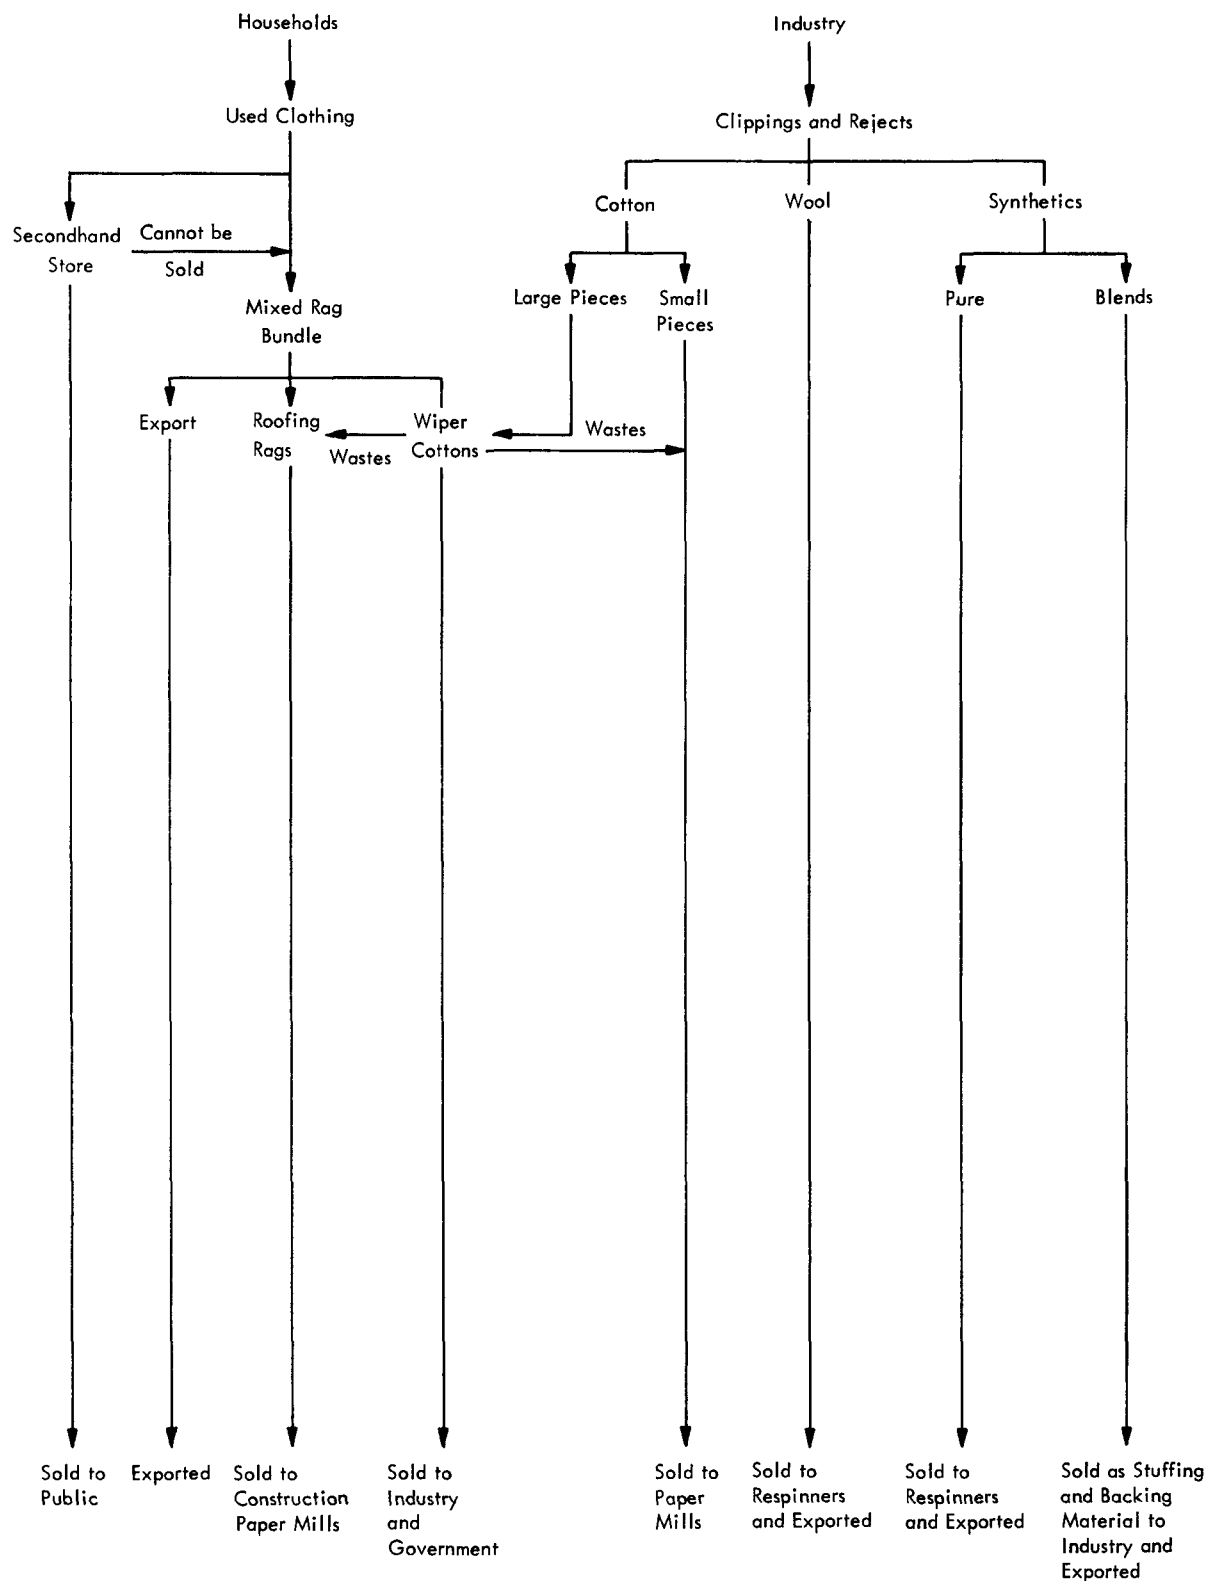 Households
Industry
Used Clothing
Clippings and Rejects
Cotton
Wool
Synthetics
Secondhand
Store
Cannot be
Sold
Mixed Rag
Bundle
Large Pieces
Small
Pieces
Pure
Blends
Export
Roofing
Rags
Wastes
Wiper
Cottons
Wastes
Sold to
Public
Exported
Sold to
Construction
Paper Mills
Sold to
Industry
and
Government
Sold to
Paper
Mills
Sold to
Respinners
and Exported
Sold to
Respinners
and Exported
Sold as Stuffing
and Backing
Material to
Industry and
Exported